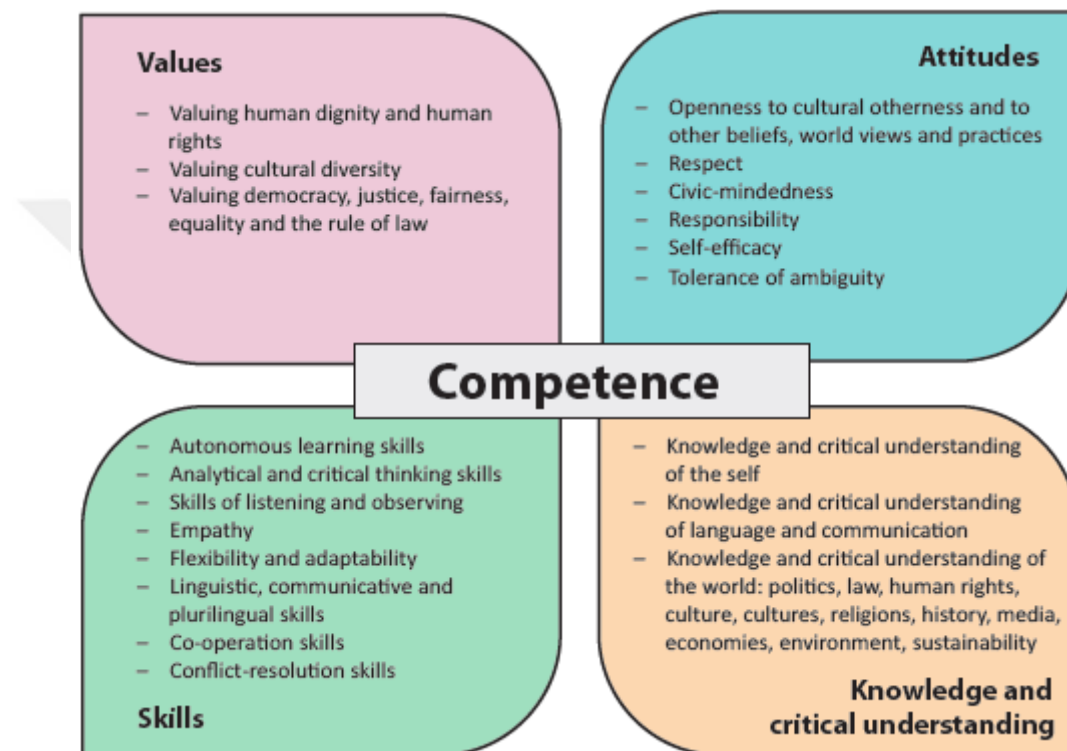 Values
– Valuing human dignity and human
rights
– Valuing cultural diversity
– Valuing democracy, justice, fairness,
equality and the rule of law
Attitudes
– Openness to cultural otherness and to
other beliefs, world views and practices
– Respect
– Civic-mindedness
– Responsibility
– Self-efficacy
– Tolerance of ambiguity
Competence
– Autonomous learning skills
– Analytical and critical thinking skills
– Skills of listening and observing
– Empathy
– Flexibility and adaptability
– Linguistic, communicative and
plurilingual skills
– Co-operation skills
– Conflict-resolution skills
Skills
– Knowledge and critical understanding
of the self
– Knowledge and critical understanding
of language and communication
– Knowledge and critical understanding of
the world: politics, law, human rights,
culture, cultures, religions, history, media,
economies, environment, sustainability
Knowledge and
critical understanding